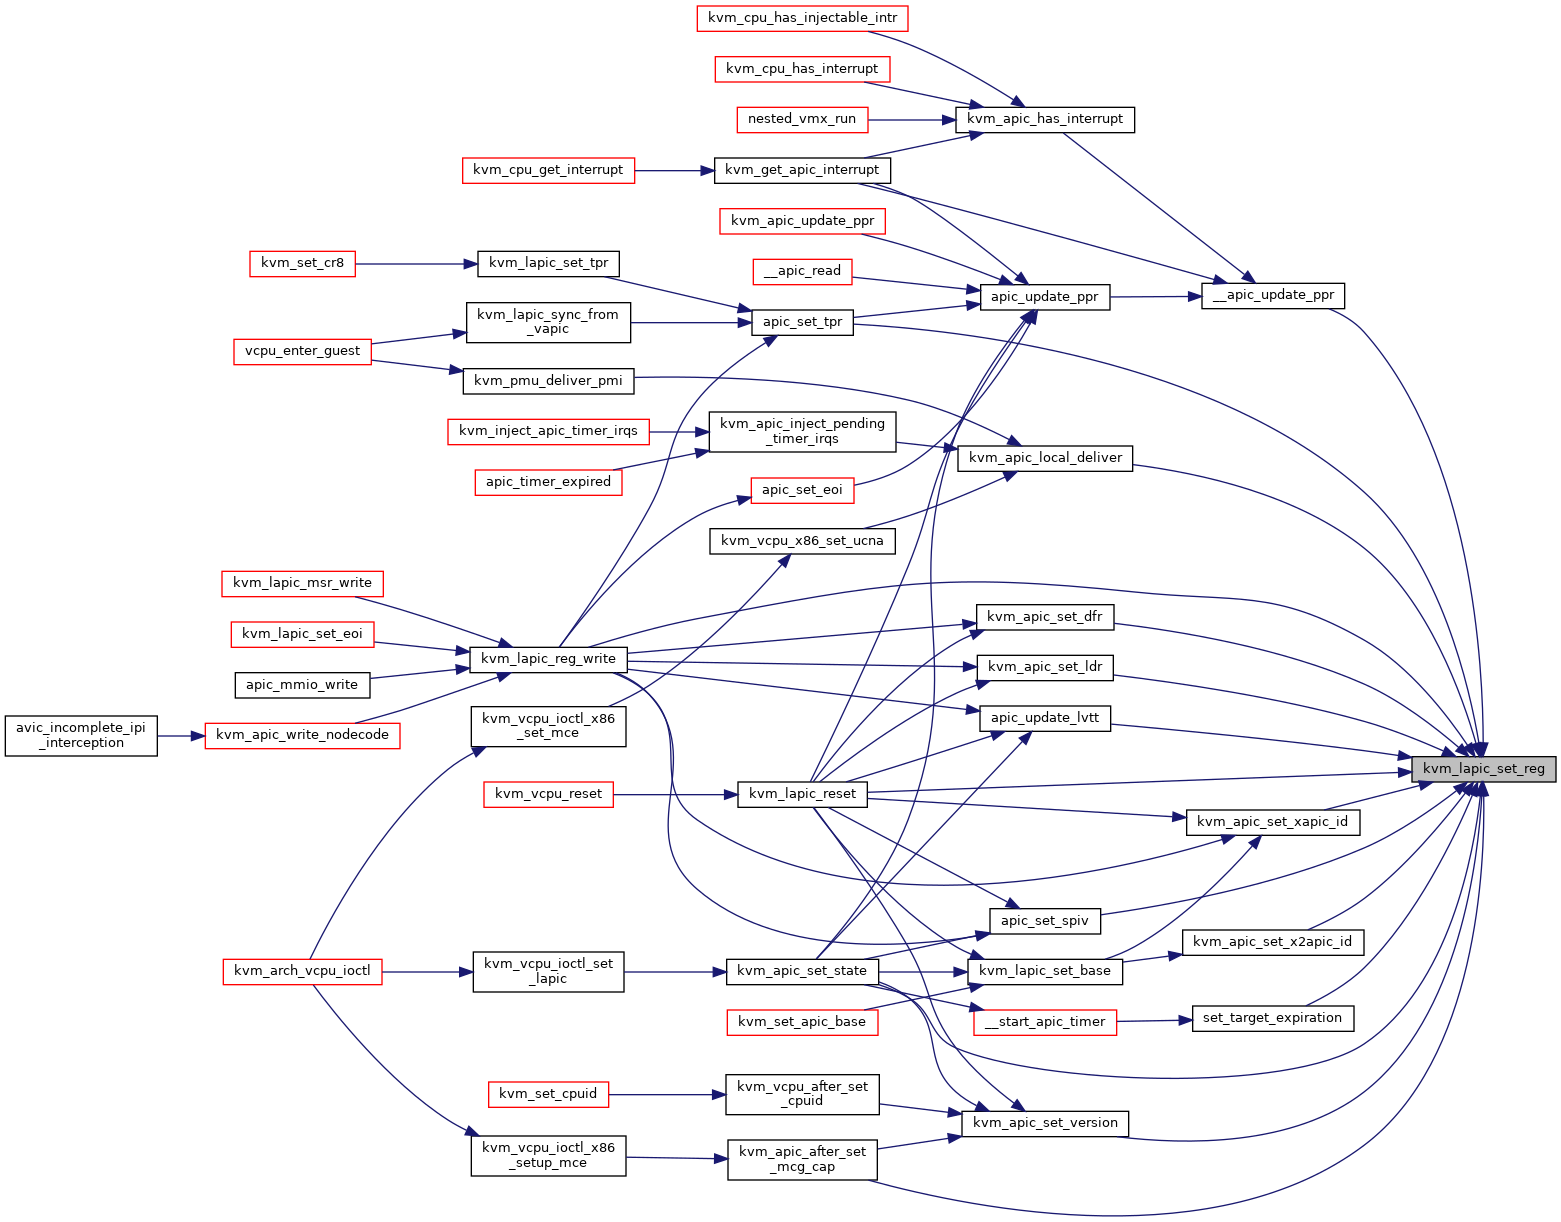 kvm_cpu_has_injectable_intr
kvm_cpu_has_interrupt
nested_vmx_run
kvm_apic_has_interrupt
kvm_cpu_get_interrupt
kvm_get_apic_interrupt
kvm_apic_update_ppr
kvm_set_cr8
kvm_lapic_set_tpr
__apic_read
apic_update_ppr
__apic_update_ppr
kvm_lapic_sync_from
_vapic
apic_set_tpr
vcpu_enter_guest
kvm_pmu_deliver_pmi
kvm_inject_apic_timer_irqs
kvm_apic_inject_pending
_timer_irqs
kvm_apic_local_deliver
apic_timer_expired
apic_set_eoi
kvm_vcpu_x86_set_ucna
kvm_lapic_msr_write
kvm_apic_set_dfr
kvm_lapic_set_eoi
kvm_lapic_reg_write
kvm_apic_set_ldr
apic_mmio_write
apic_update_lvtt
avic_incomplete_ipi
_interception
kvm_apic_write_nodecode
kvm_vcpu_ioctl_x86
_set_mce
kvm_lapic_set_reg
kvm_vcpu_reset
kvm_lapic_reset
kvm_apic_set_xapic_id
apic_set_spiv
kvm_apic_set_x2apic_id
kvm_arch_vcpu_ioctl
kvm_vcpu_ioctl_set
_lapic
kvm_apic_set_state
kvm_lapic_set_base
kvm_set_apic_base
__start_apic_timer
set_target_expiration
kvm_set_cpuid
kvm_vcpu_after_set
_cpuid
kvm_apic_set_version
kvm_vcpu_ioctl_x86
_setup_mce
kvm_apic_after_set
_mcg_cap